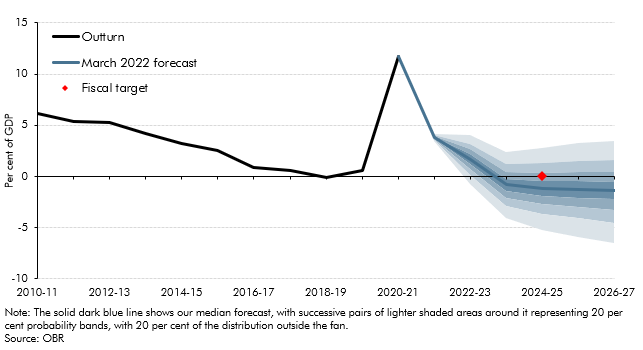 15
Outturn
March 2022 forecast
Fiscal target
10
5
0
-5
-10
Per cent of GDP
2010-11 2012-13 2014-15 2016-17 2018-19 2020-21 2022-23 2024-25 2026-27
Note: The solid dark blue line shows our median forecast, with successive pairs of lighter shaded areas around it representing 20 per
cent probability bands, with 20 per cent of the distribution outside the fan.
Source: OBR